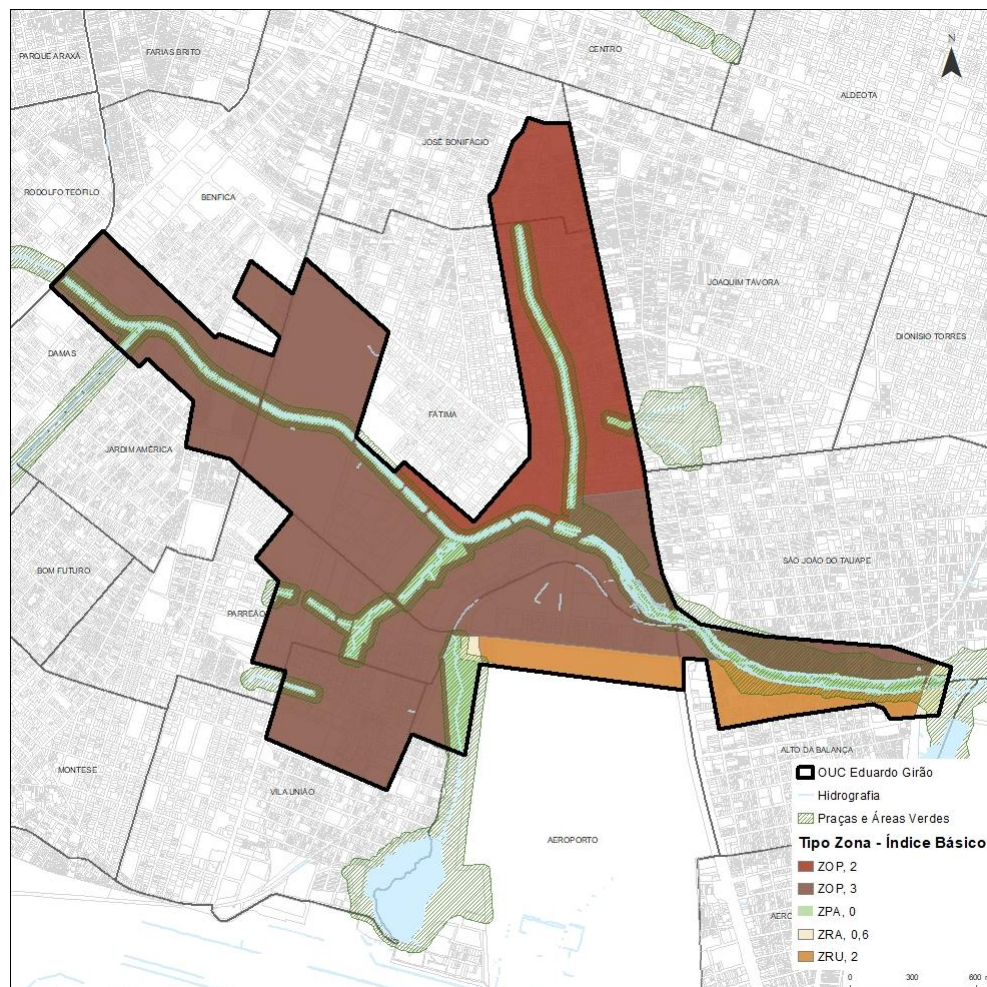 N
CENTRO
PARQUE ARAXÁ
FARIAS BRITO
ALDEOTA
JOSÉ BONIFÁCIO
RODOLFO TEÓFILO
BENFICA
JOAQUIM TÁVORA
DIONÍSIO TORRES
DAMAS
FÁTIMA
JARDIM AMÉRICA
SÃO JOÃO DO TAUAPE
BOM FUTURO
PARREÃO
ALTO DA BALANÇA
MONTESE
VILA UNIÃO
AEROPORTO
OUC Eduardo Girão
Hidrografia
Praças e Áreas Verdes
Tipo Zona - Índice Básico
ZOP, 2
ZOP, 3
ZPA, 0
ZRA, 0,6
ZRU, 2
0 300 600